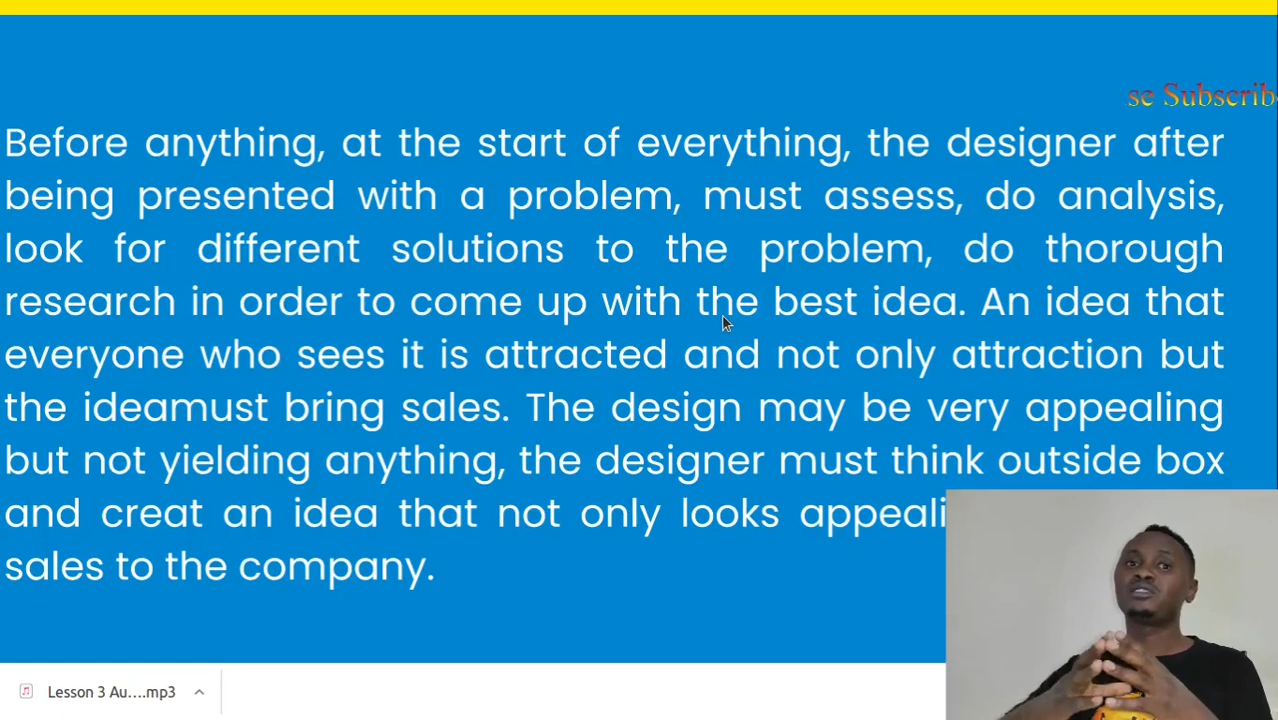 se Subscrib
Before anything, at the start of everything, the designer after
being presented with a problem, must assess, do analysis,
look for different solutions to the problem, do thorough
research in order to come up with the best idea. An idea that
everyone who sees it is attracted and not only attraction but
the ideamust bring sales. The design may be very appealing
but not yielding anything, the designer must think outside box
and creat an idea that not only looks appeali
sales to the company.
Lesson 3 Au....mp3